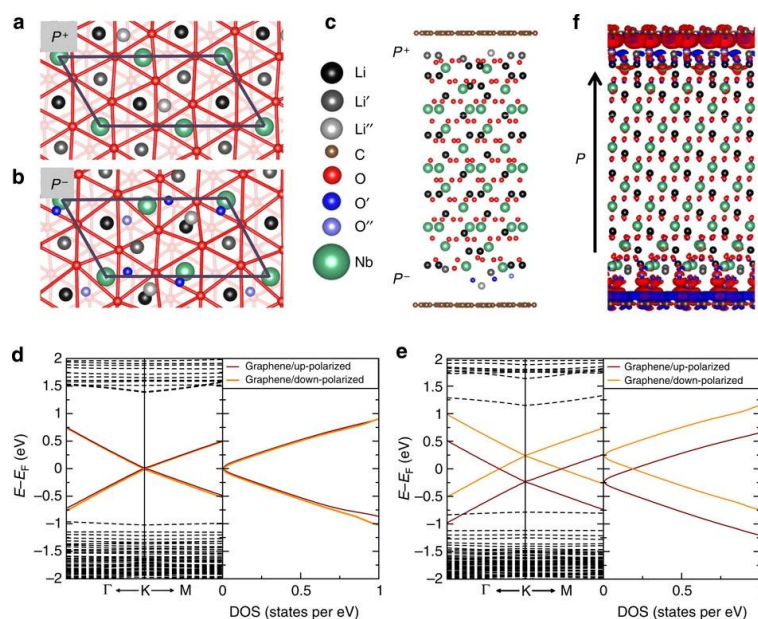 a
P+
b
P−
Li
Li′
Li″
C
O
O′
O″
Nb
c
P+
P−
f
P
d
Graphene/up-polarized
Graphene/down-polarized
E–EF (eV)
2
1.5
1
0.5
0
−0.5
−1
−1.5
−2
Γ ← K → M
0 0.5 1
DOS (states per eV)
e
Graphene/up-polarized
Graphene/down-polarized
E–EF (eV)
2
1.5
1
0.5
0
−0.5
−1
−1.5
−2
Γ ← K → M
0 0.5
DOS (states per eV)